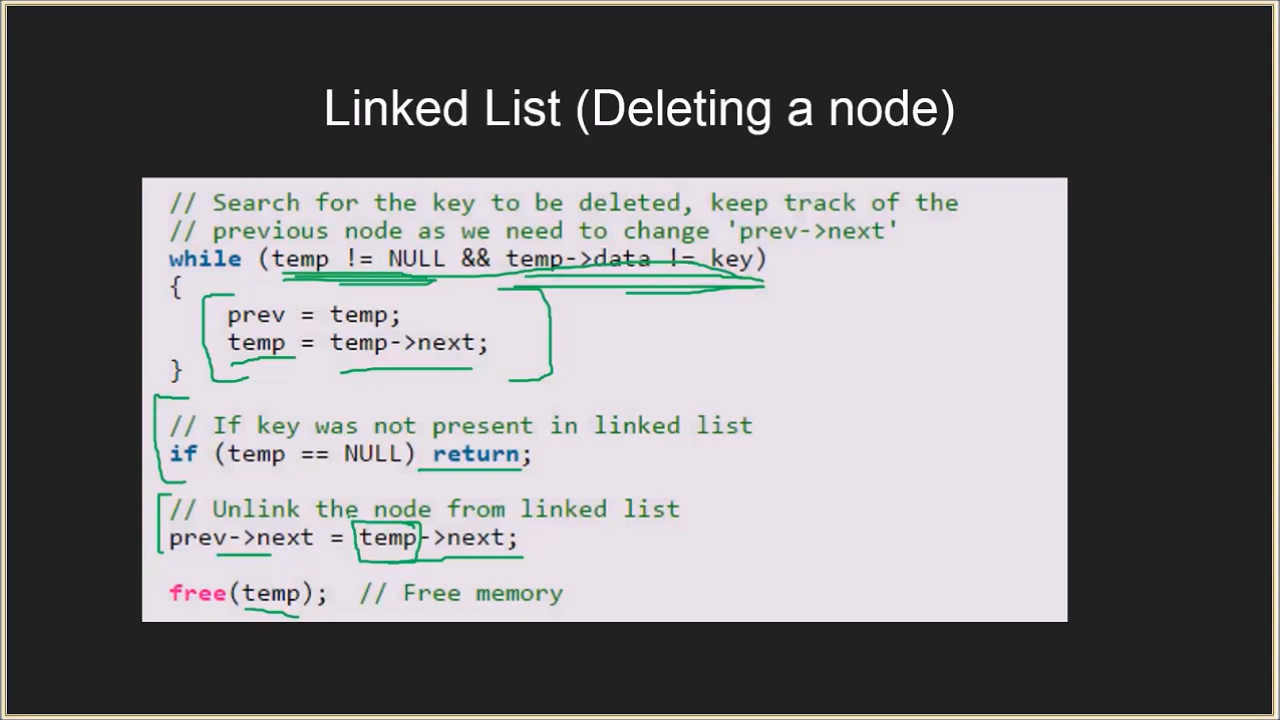 Linked List (Deleting a node)
// Search for the key to be deleted, keep track of the
// previous node as we need to change 'prev->next'
while (temp != NULL && temp->data != key)
{
prev = temp;
temp = temp->next;
}
// If key was not present in linked list
if (temp == NULL) return;
// Unlink the node from linked list
prev->next = temp->next;
free(temp);  // Free memory